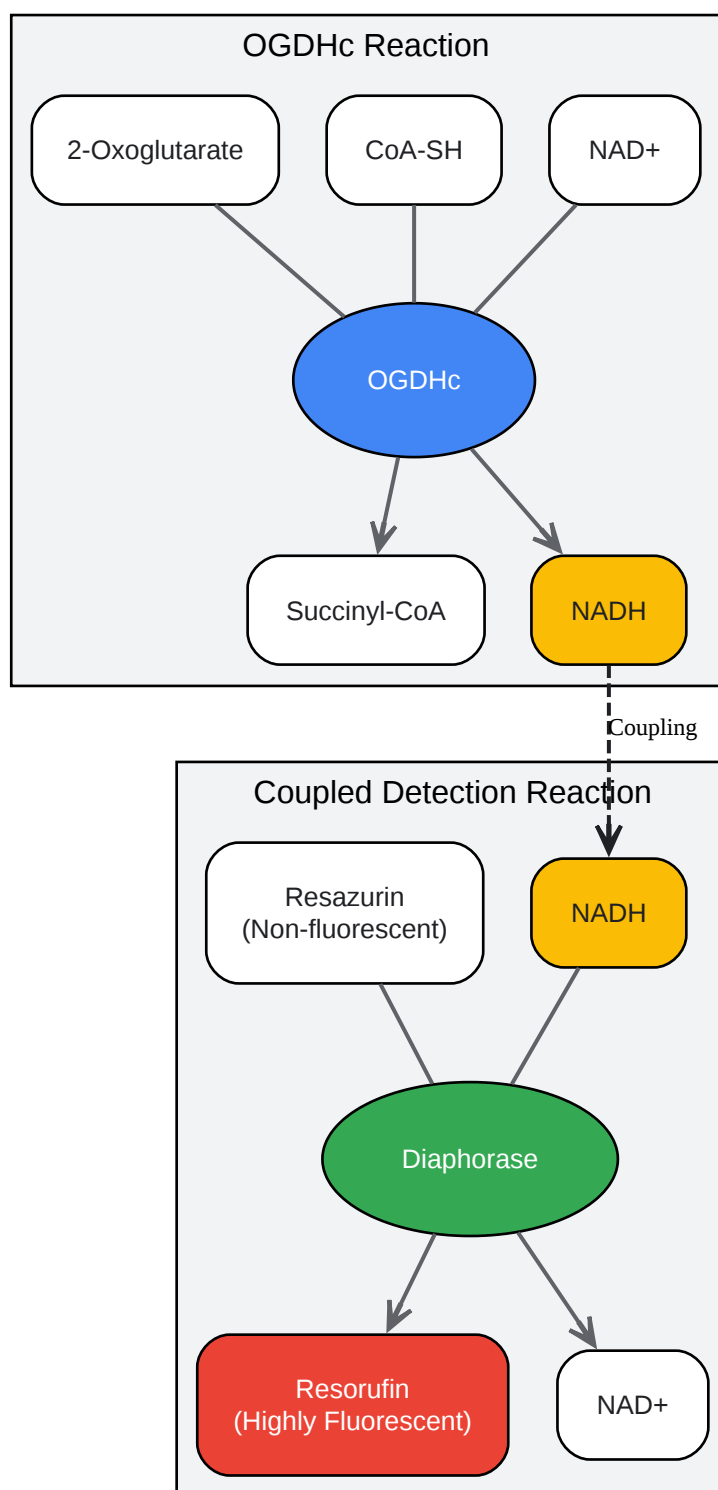 OGDHc Reaction
2-Oxoglutarate
CoA-SH
NAD+
OGDHc
Succinyl-CoA
NADH
Coupling
Coupled Detection Reaction
Resazurin
(Non-fluorescent)
NADH
Diaphorase
Resorufin
(Highly Fluorescent)
NAD+